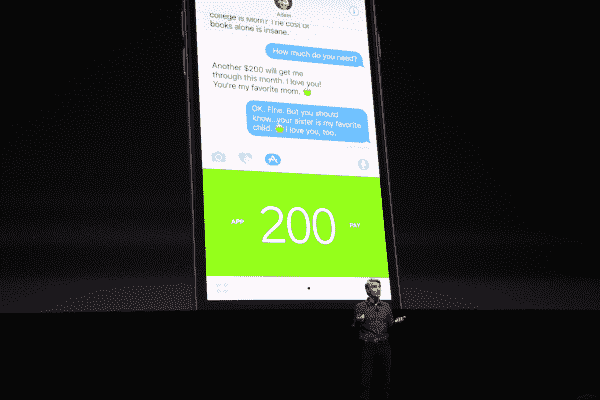 college is Mom? The cost of
books alone is insane.
How much do you need?
Another $200 will get me
through this month. I love you!
You're my favorite mom.
OK. Fine. But you should
know...your sister is my favorite
child. I love you, too.
200